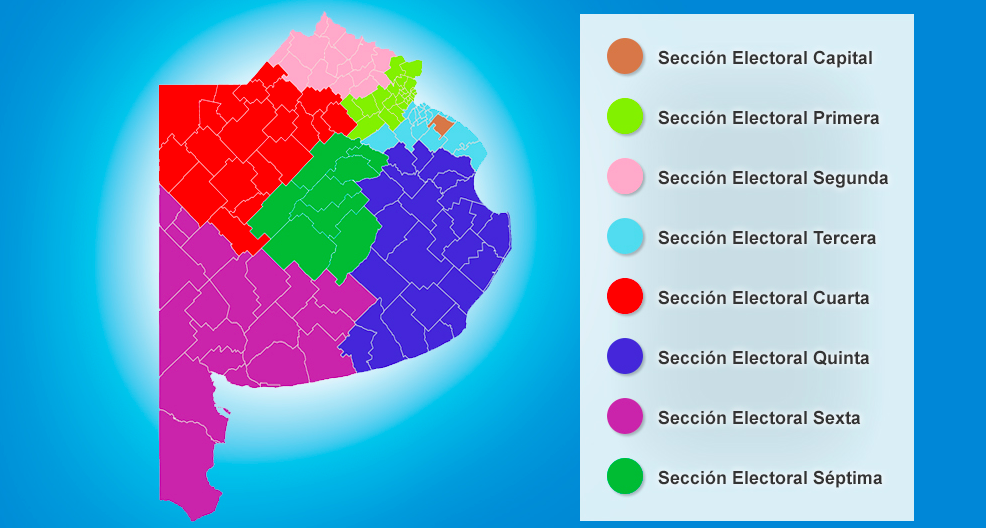 Sección Electoral Capital
Sección Electoral Primera
Sección Electoral Segunda
Sección Electoral Tercera
Sección Electoral Cuarta
Sección Electoral Quinta
Sección Electoral Sexta
Sección Electoral Séptima